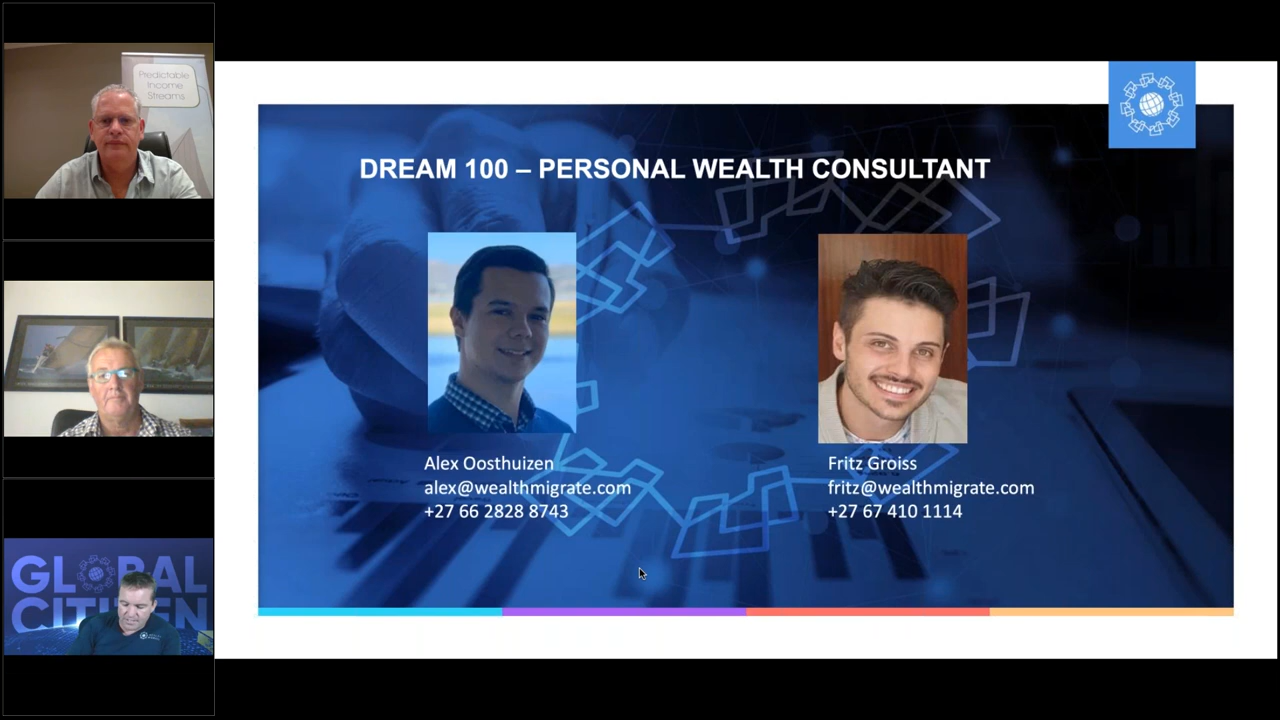 Predictable
Income
Streams
GLOBAL
CITIZEN
DREAM 100 – PERSONAL WEALTH CONSULTANT
Alex Oosthuizen
alex@wealthmigrate.com
+27 66 2828 8743
Fritz Groiss
fritz@wealthmigrate.com
+27 67 410 1114